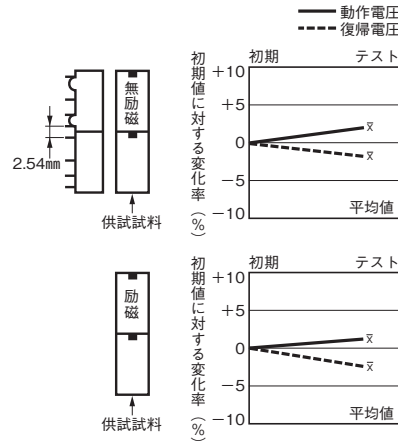 動作電圧
復帰電圧
初期値に対する変化率(%)
初期
テスト
+10
+5
0
−5
−10
x̄
x̄
平均値
無励磁
2.54㎜
供試試料
初期値に対する変化率(%)
初期
テスト
+10
+5
0
−5
−10
x̄
x̄
平均値
励磁
供試試料